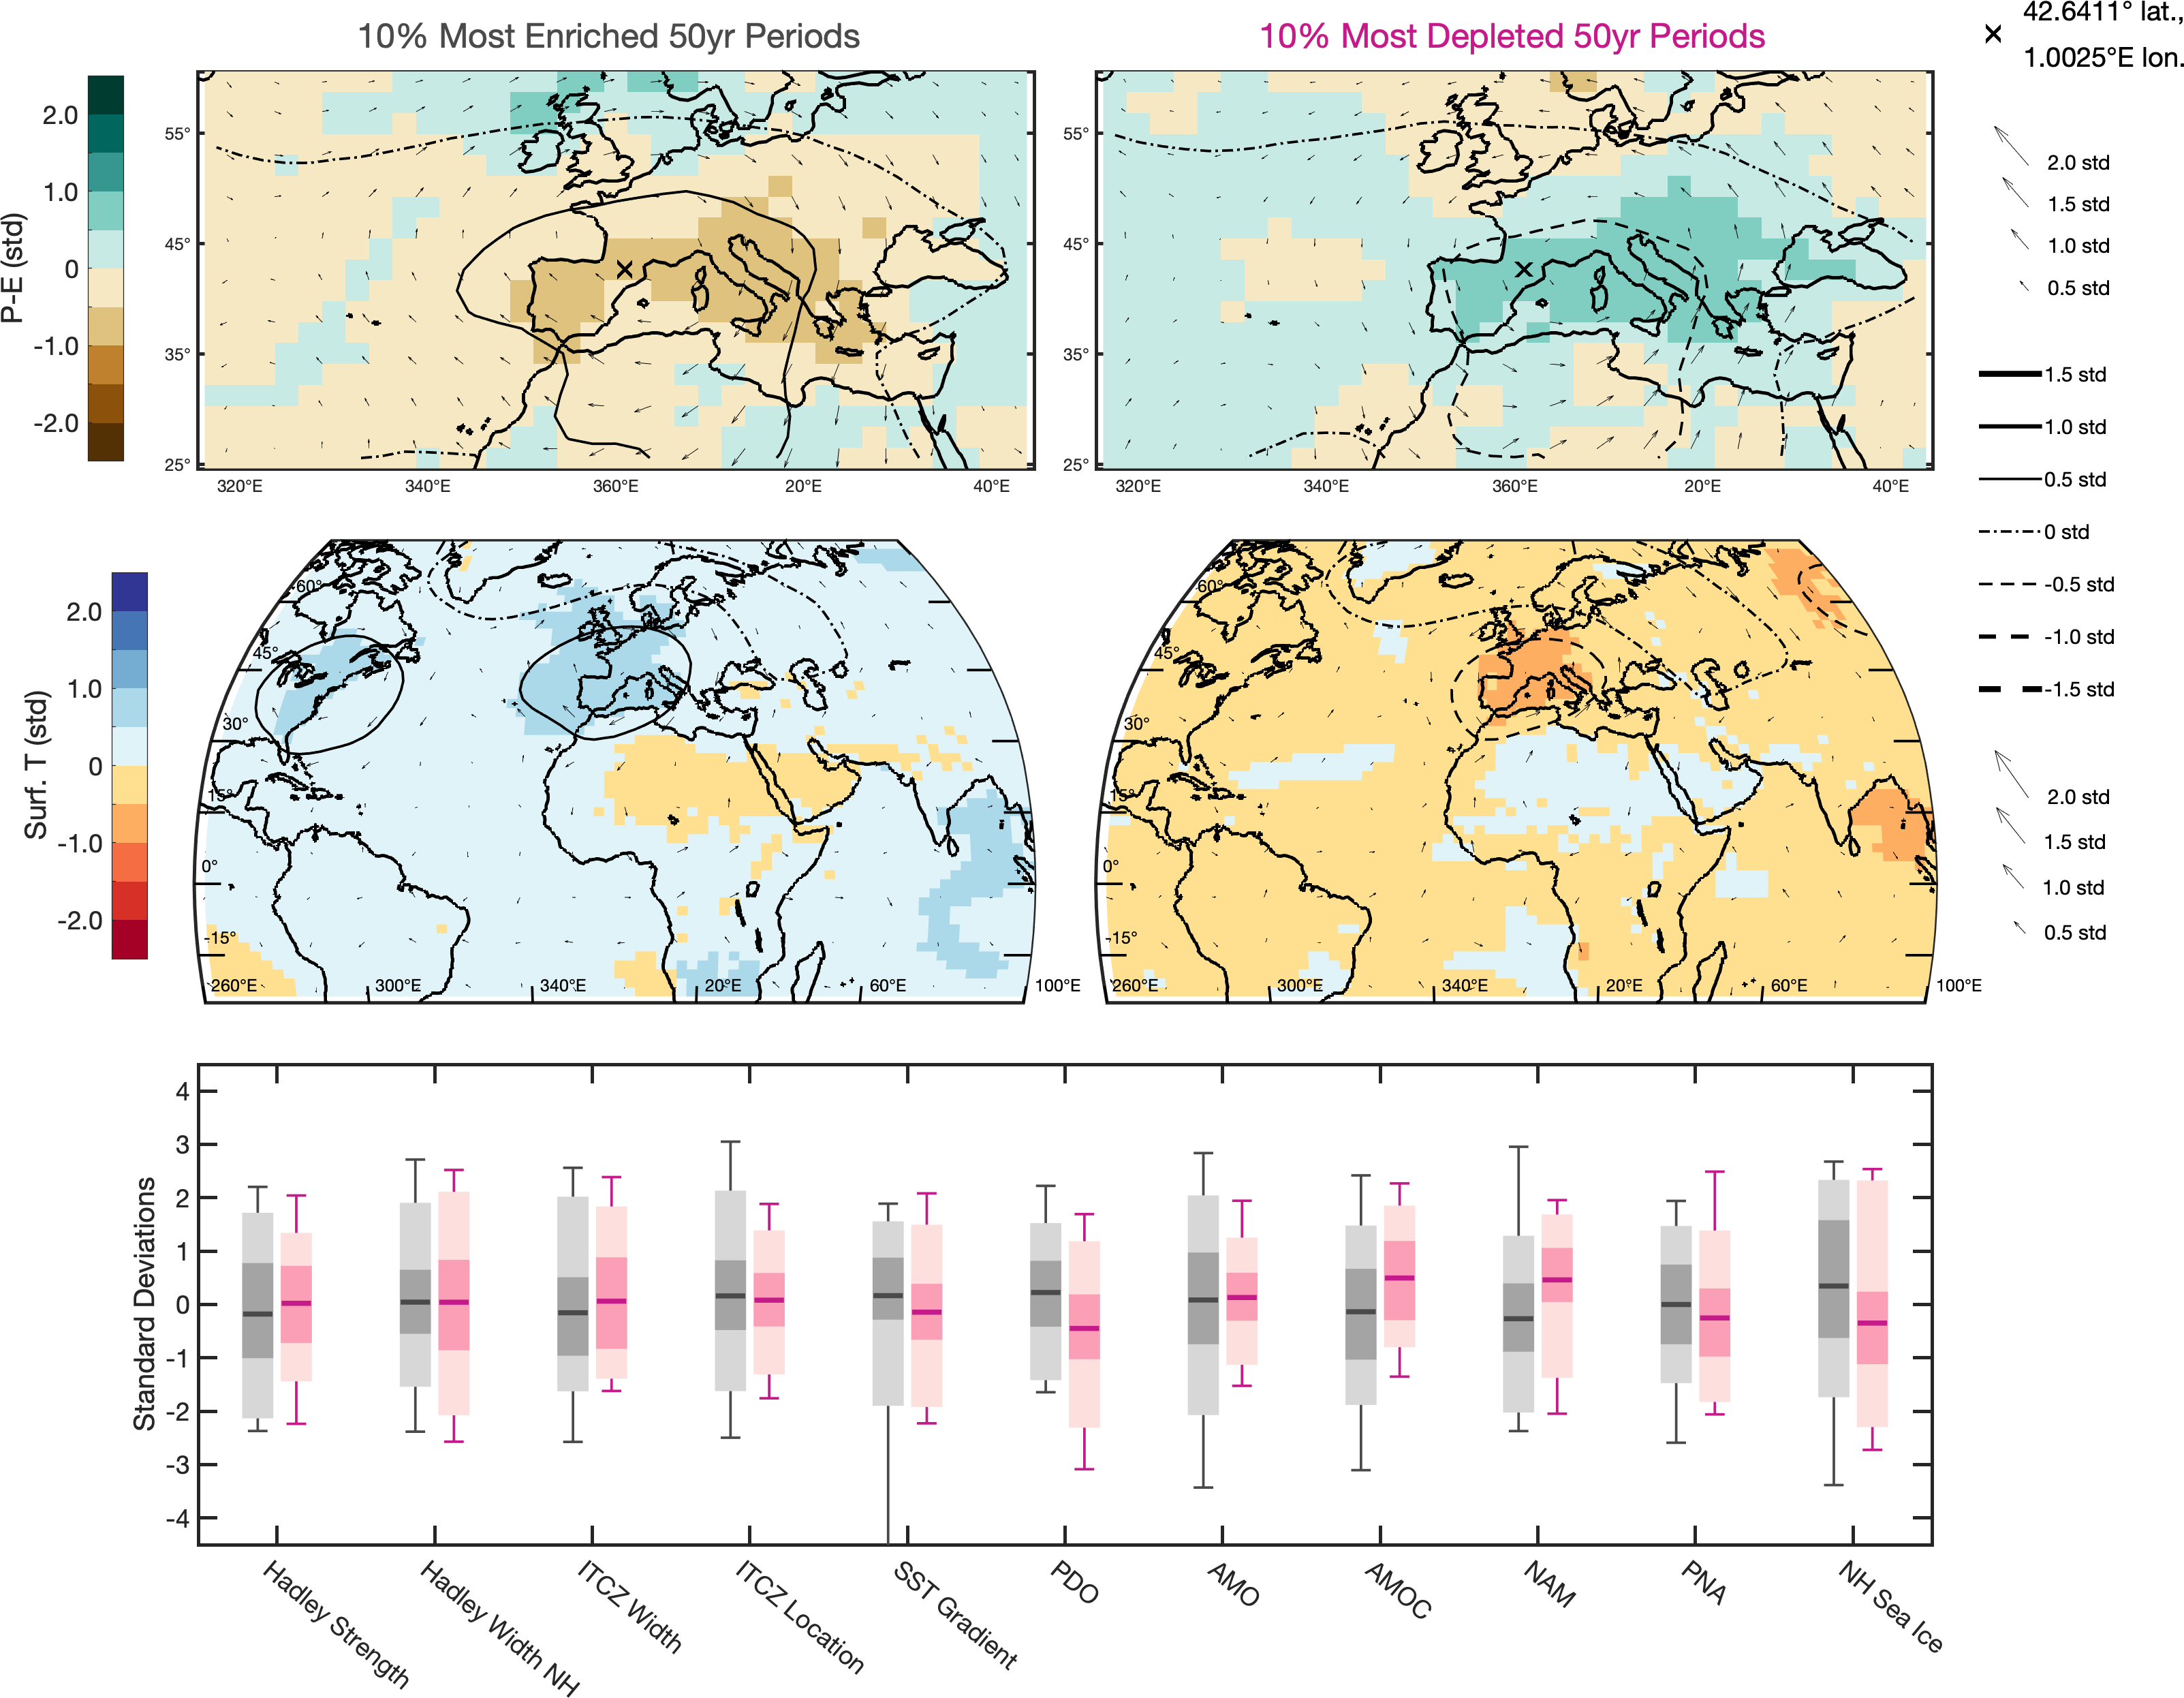 10% Most Enriched 50yr Periods
10% Most Depleted 50yr Periods
42.6411° lat.,
× 1.0025°E lon.
P-E (std)
2.0
1.0
0
-1.0
-2.0
55°
45°
35°
25°
320°E 340°E 360°E 20°E 40°E
55°
45°
35°
25°
320°E 340°E 360°E 20°E 40°E
2.0 std
1.5 std
1.0 std
0.5 std
1.5 std
1.0 std
0.5 std
0 std
-0.5 std
-1.0 std
-1.5 std
Surf. T (std)
2.0
1.0
0
-1.0
-2.0
60°
45°
30°
15°
0°
-15°
260°E 300°E 340°E 20°E 60°E 100°E
60°
45°
30°
15°
0°
-15°
260°E 300°E 340°E 20°E 60°E 100°E
2.0 std
1.5 std
1.0 std
0.5 std
Standard Deviations
4
3
2
1
0
-1
-2
-3
-4
Hadley Strength
Hadley Width NH
ITCZ Width
ITCZ Location
SST Gradient
PDO
AMO
AMOC
NAM
PNA
NH Sea Ice